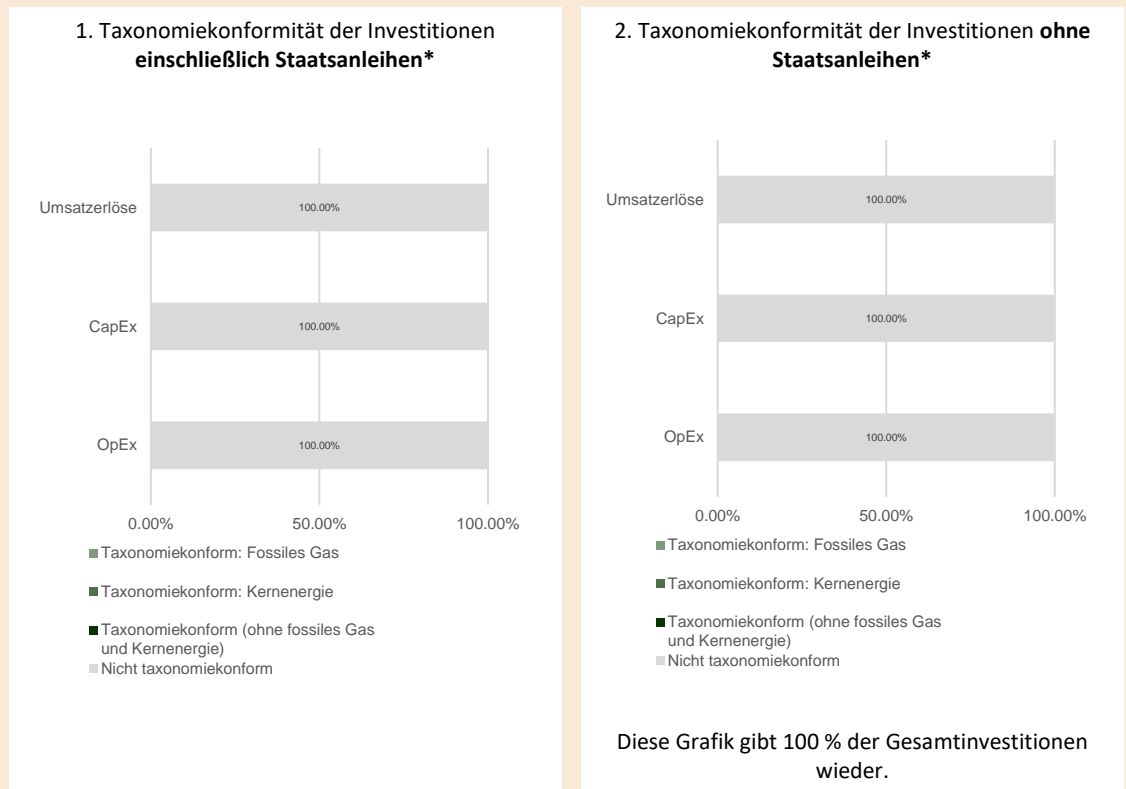 1. Taxonomiekonformität der Investitionen
einschließlich Staatsanleihen*
Umsatzerlöse
100.00%
CapEx
100.00%
OpEx
100.00%
0.00%
50.00%
100.00%
Taxonomiekonform: Fossiles Gas
Taxonomiekonform: Kernenergie
Taxonomiekonform (ohne fossiles Gas
und Kernenergie)
Nicht taxonomiekonform
2. Taxonomiekonformität der Investitionen ohne
Staatsanleihen*
Umsatzerlöse
100.00%
CapEx
100.00%
OpEx
100.00%
0.00%
50.00%
100.00%
Taxonomiekonform: Fossiles Gas
Taxonomiekonform: Kernenergie
Taxonomiekonform (ohne fossiles Gas
und Kernenergie)
Nicht taxonomiekonform
Diese Grafik gibt 100 % der Gesamtinvestitionen
wieder.